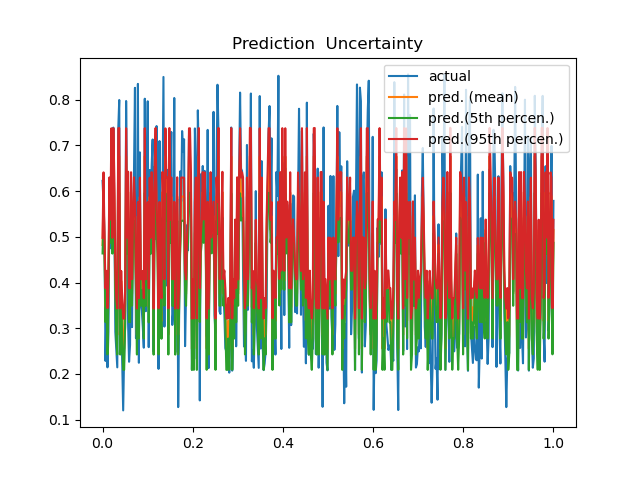 Prediction  Uncertainty
actual
pred. (mean)
pred.(5th percen.)
pred.(95th percen.)
0.8
0.7
0.6
0.5
0.4
0.3
0.2
0.1
0.0 0.2 0.4 0.6 0.8 1.0